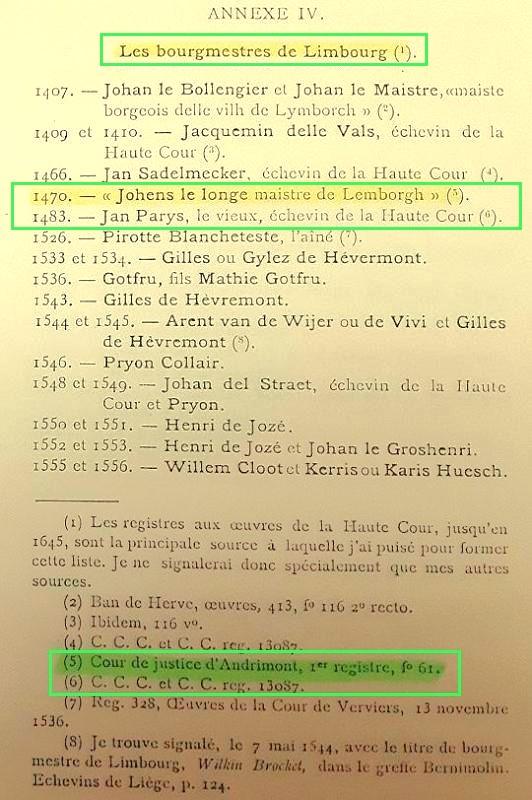 ANNEXE IV.
Les bourgmestres de Limbourg (1).
1407. — Johan le Bollengier et Johan le Maistre, «maiste
borgeois delle vilh de Lymborch » (2).
1409 et 1410. — Jacquemin delle Vals, échevin de la
Haute Cour (3).
1466. — Jan Sadelmecker, échevin de la Haute Cour (4).
1470. — « Johens le longe maistre de Lemborgh » (5).
1483. — Jan Parys, le vieux, échevin de la Haute Cour (6).
1526. — Pirotte Blancheteste, l'aîné (7).
1533 et 1534. — Gilles ou Gylez de Hévermont.
1536. — Gotfru, fils Mathie Gotfru.
1543. — Gilles de Hèvremont.
1544 et 1545. — Arent van de Wijer ou de Vivi et Gilles
de Hèvremont (8).
1546. — Pryon Collair.
1548 et 1549. — Johan del Straet, échevin de la Haute
Cour et Pryon.
1550 et 1551. — Henri de Jozé.
1552 et 1553. — Henri de Jozé et Johan le Groshenri.
1555 et 1556. — Willem Cloot et Kerris ou Karis Huesch.
(1) Les registres aux œuvres de la Haute Cour, jusqu'en
1645, sont la principale source à laquelle j'ai puisé pour former
cette liste. Je ne signalerai donc spécialement que mes autres
sources.
(2) Ban de Herve, œuvres, 413, fo 116 2o recto.
(3) Ibidem, 116 vo.
(4) C. C. C. et C. C. reg. 13087.
(5) Cour de justice d'Andrimont, 1er registre, fo 61.
(6) C. C. C. et C. C. reg. 13087.
(7) Reg. 328, Œuvres de la Cour de Verviers, 13 novembre
1536.
(8) Je trouve signalé, le 7 mai 1544, avec le titre de bourg-
mestre de Limbourg, Wilkin Brocket, dans le greffe Bernimolin.
Echevins de Liège, p. 124.